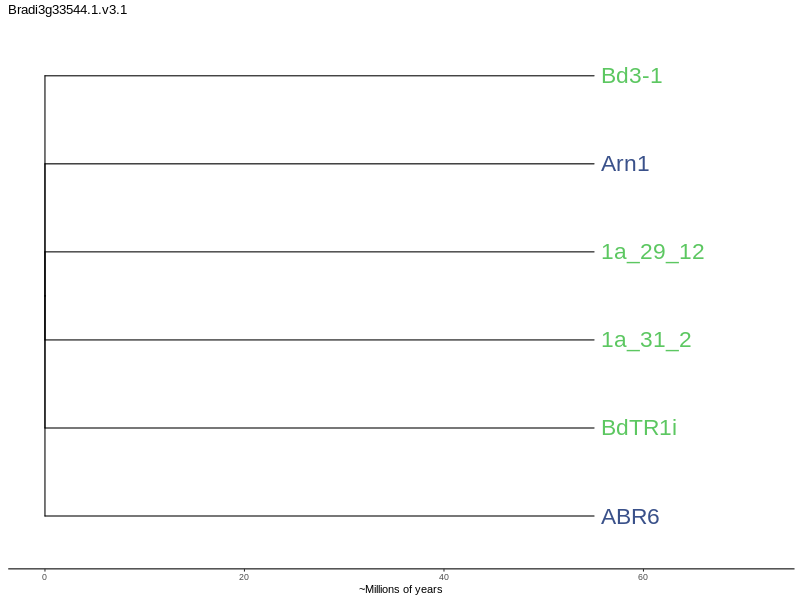 Bradi3g33544.1.v3.1
Bd3-1
Arn1
1a_29_12
1a_31_2
BdTR1i
ABR6
0 20 40 60
~Millions of years